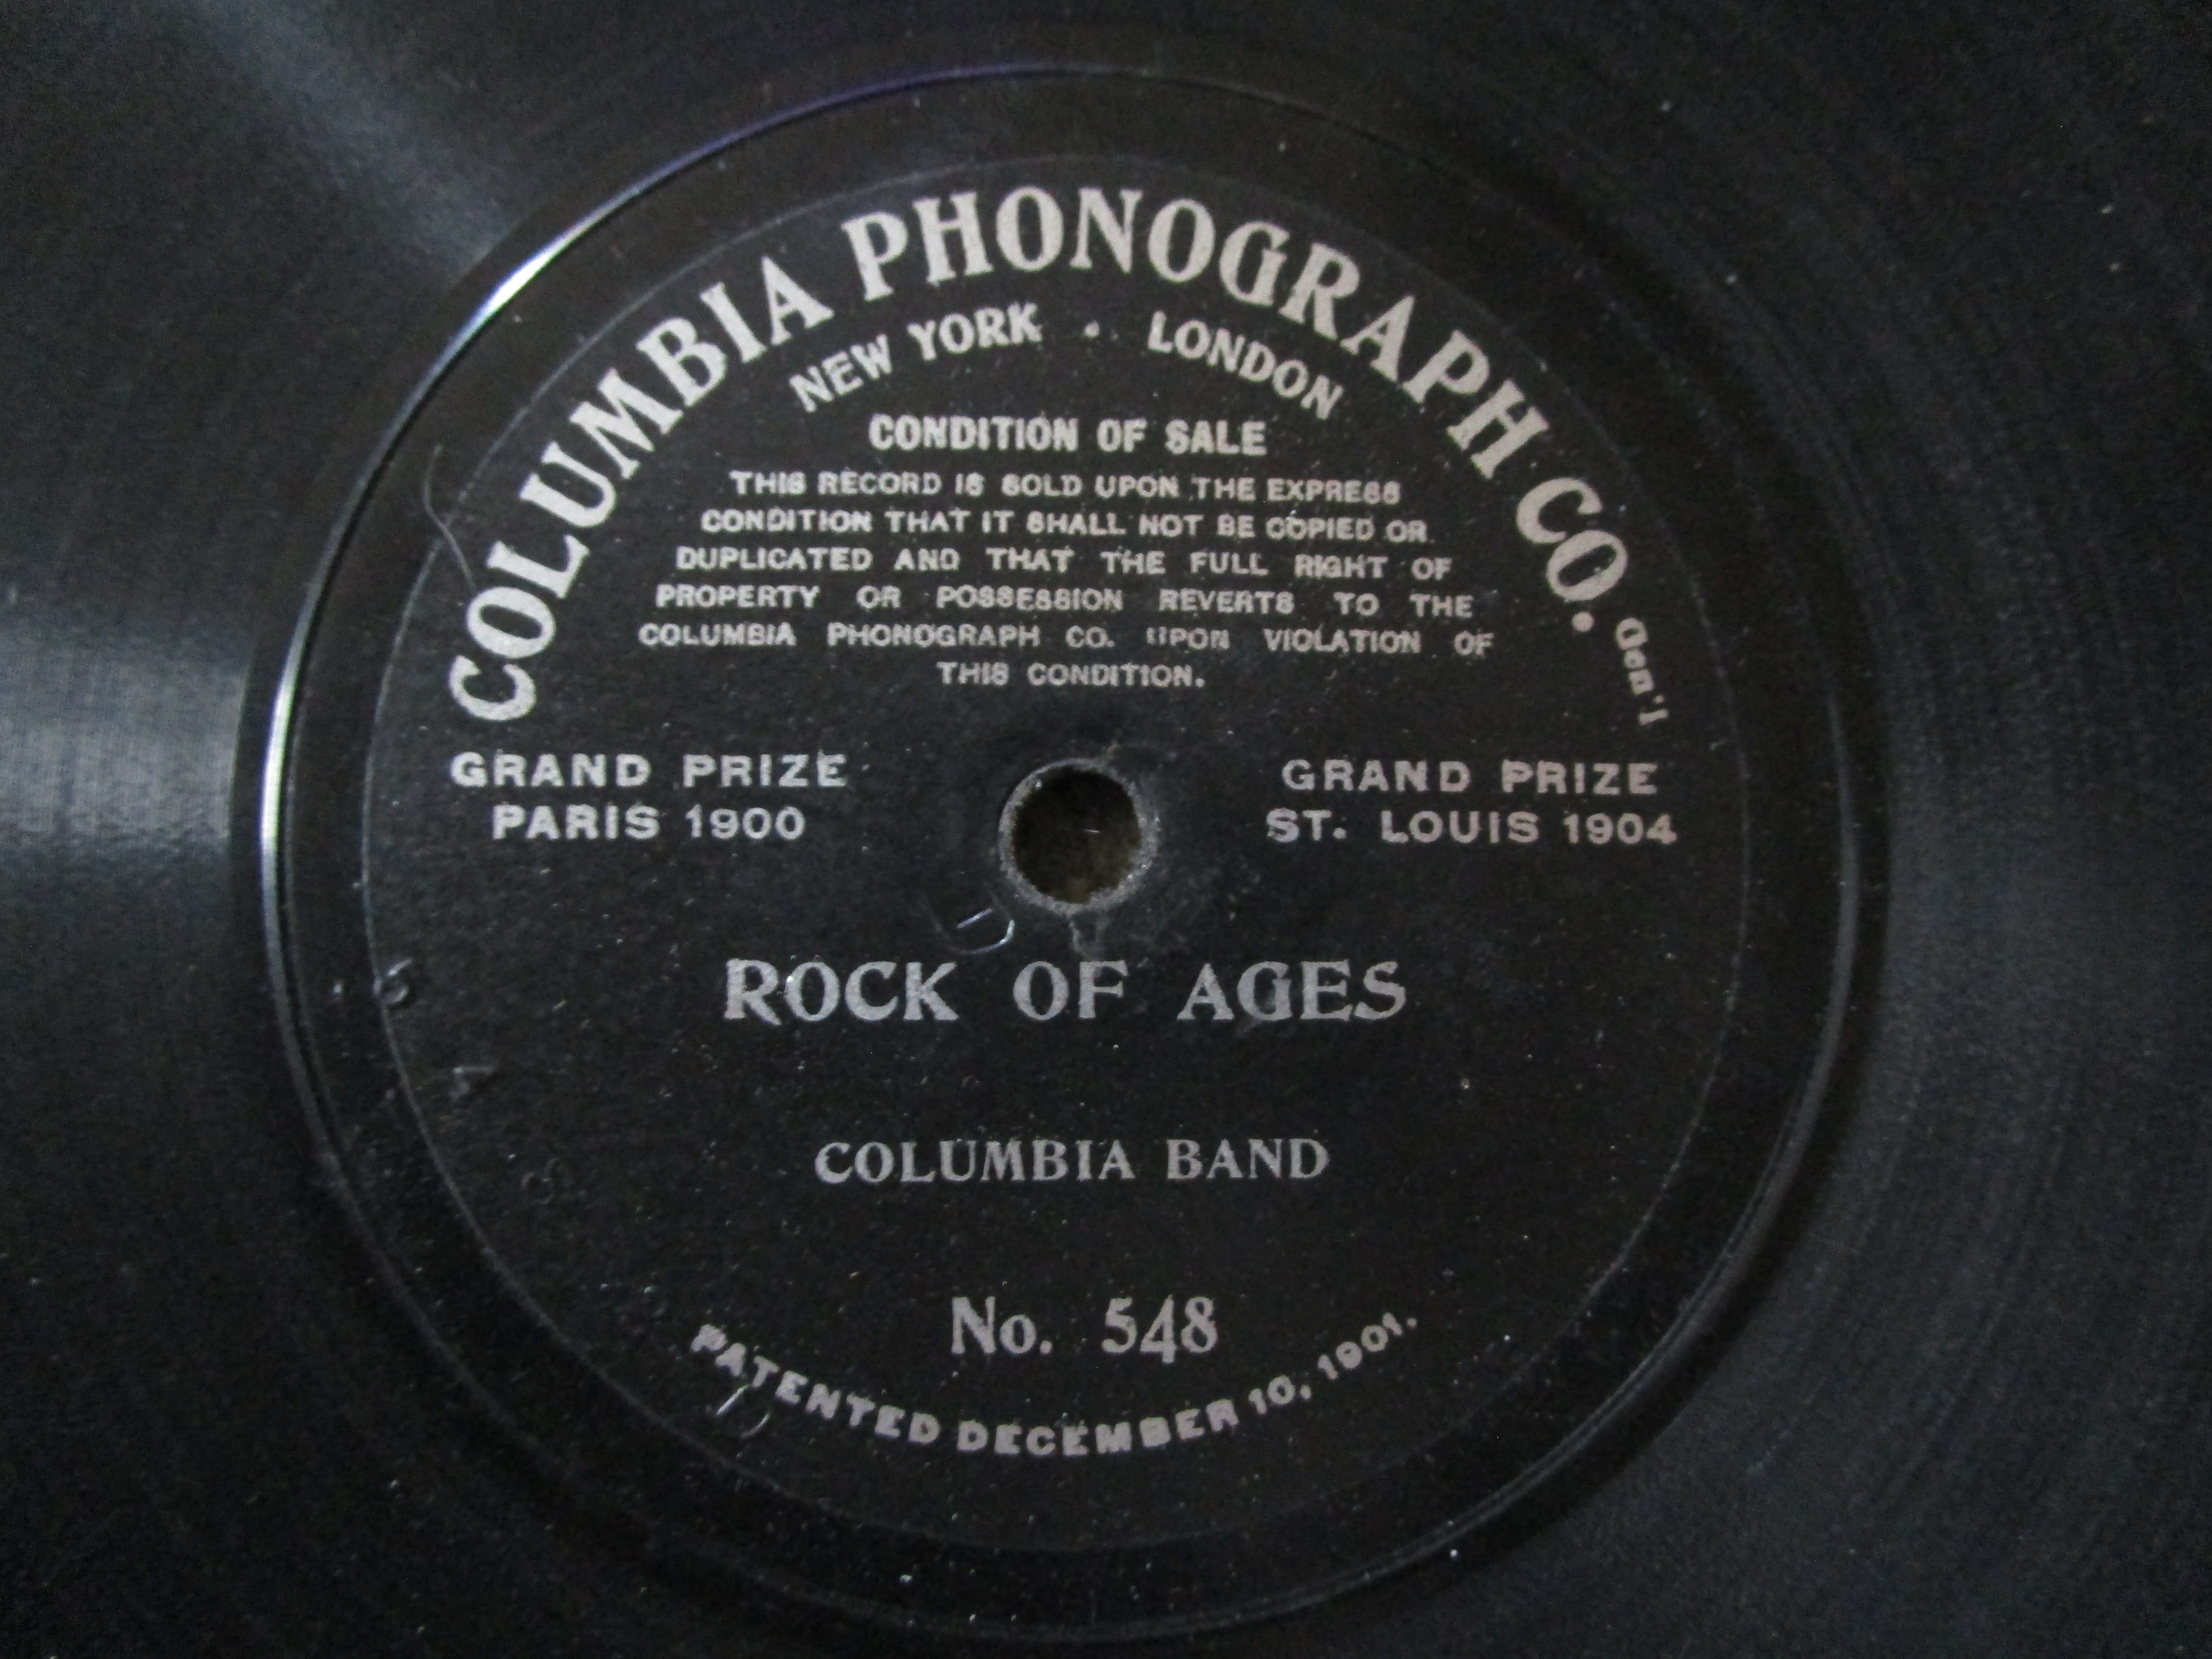 COLUMBIA PHONOGRAPH CO. Gen'l
NEW YORK . LONDON
CONDITION OF SALE
THIS RECORD IS SOLD UPON THE EXPRESS
CONDITION THAT IT SHALL NOT BE COPIED OR
DUPLICATED AND THAT THE FULL RIGHT OF
PROPERTY OR POSSESSION REVERTS TO THE
COLUMBIA PHONOGRAPH CO. UPON VIOLATION OF
THIS CONDITION.
GRAND PRIZE
PARIS 1900
GRAND PRIZE
ST. LOUIS 1904
ROCK OF AGES
COLUMBIA BAND
No. 548
PATENTED DECEMBER 10, 1901.